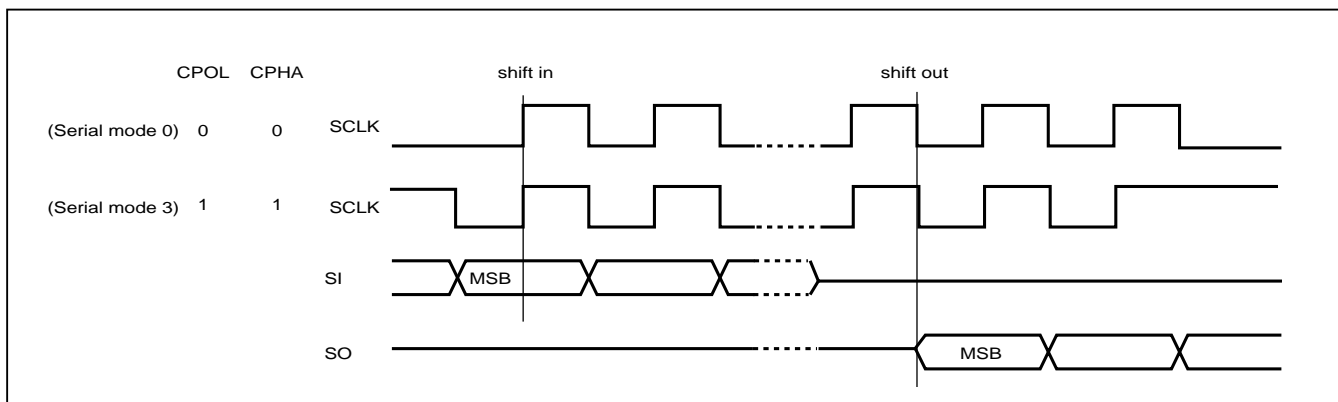 CPOL CPHA shift in shift out
(Serial mode 0) 0 0 SCLK
(Serial mode 3) 1 1 SCLK
SI MSB
SO MSB